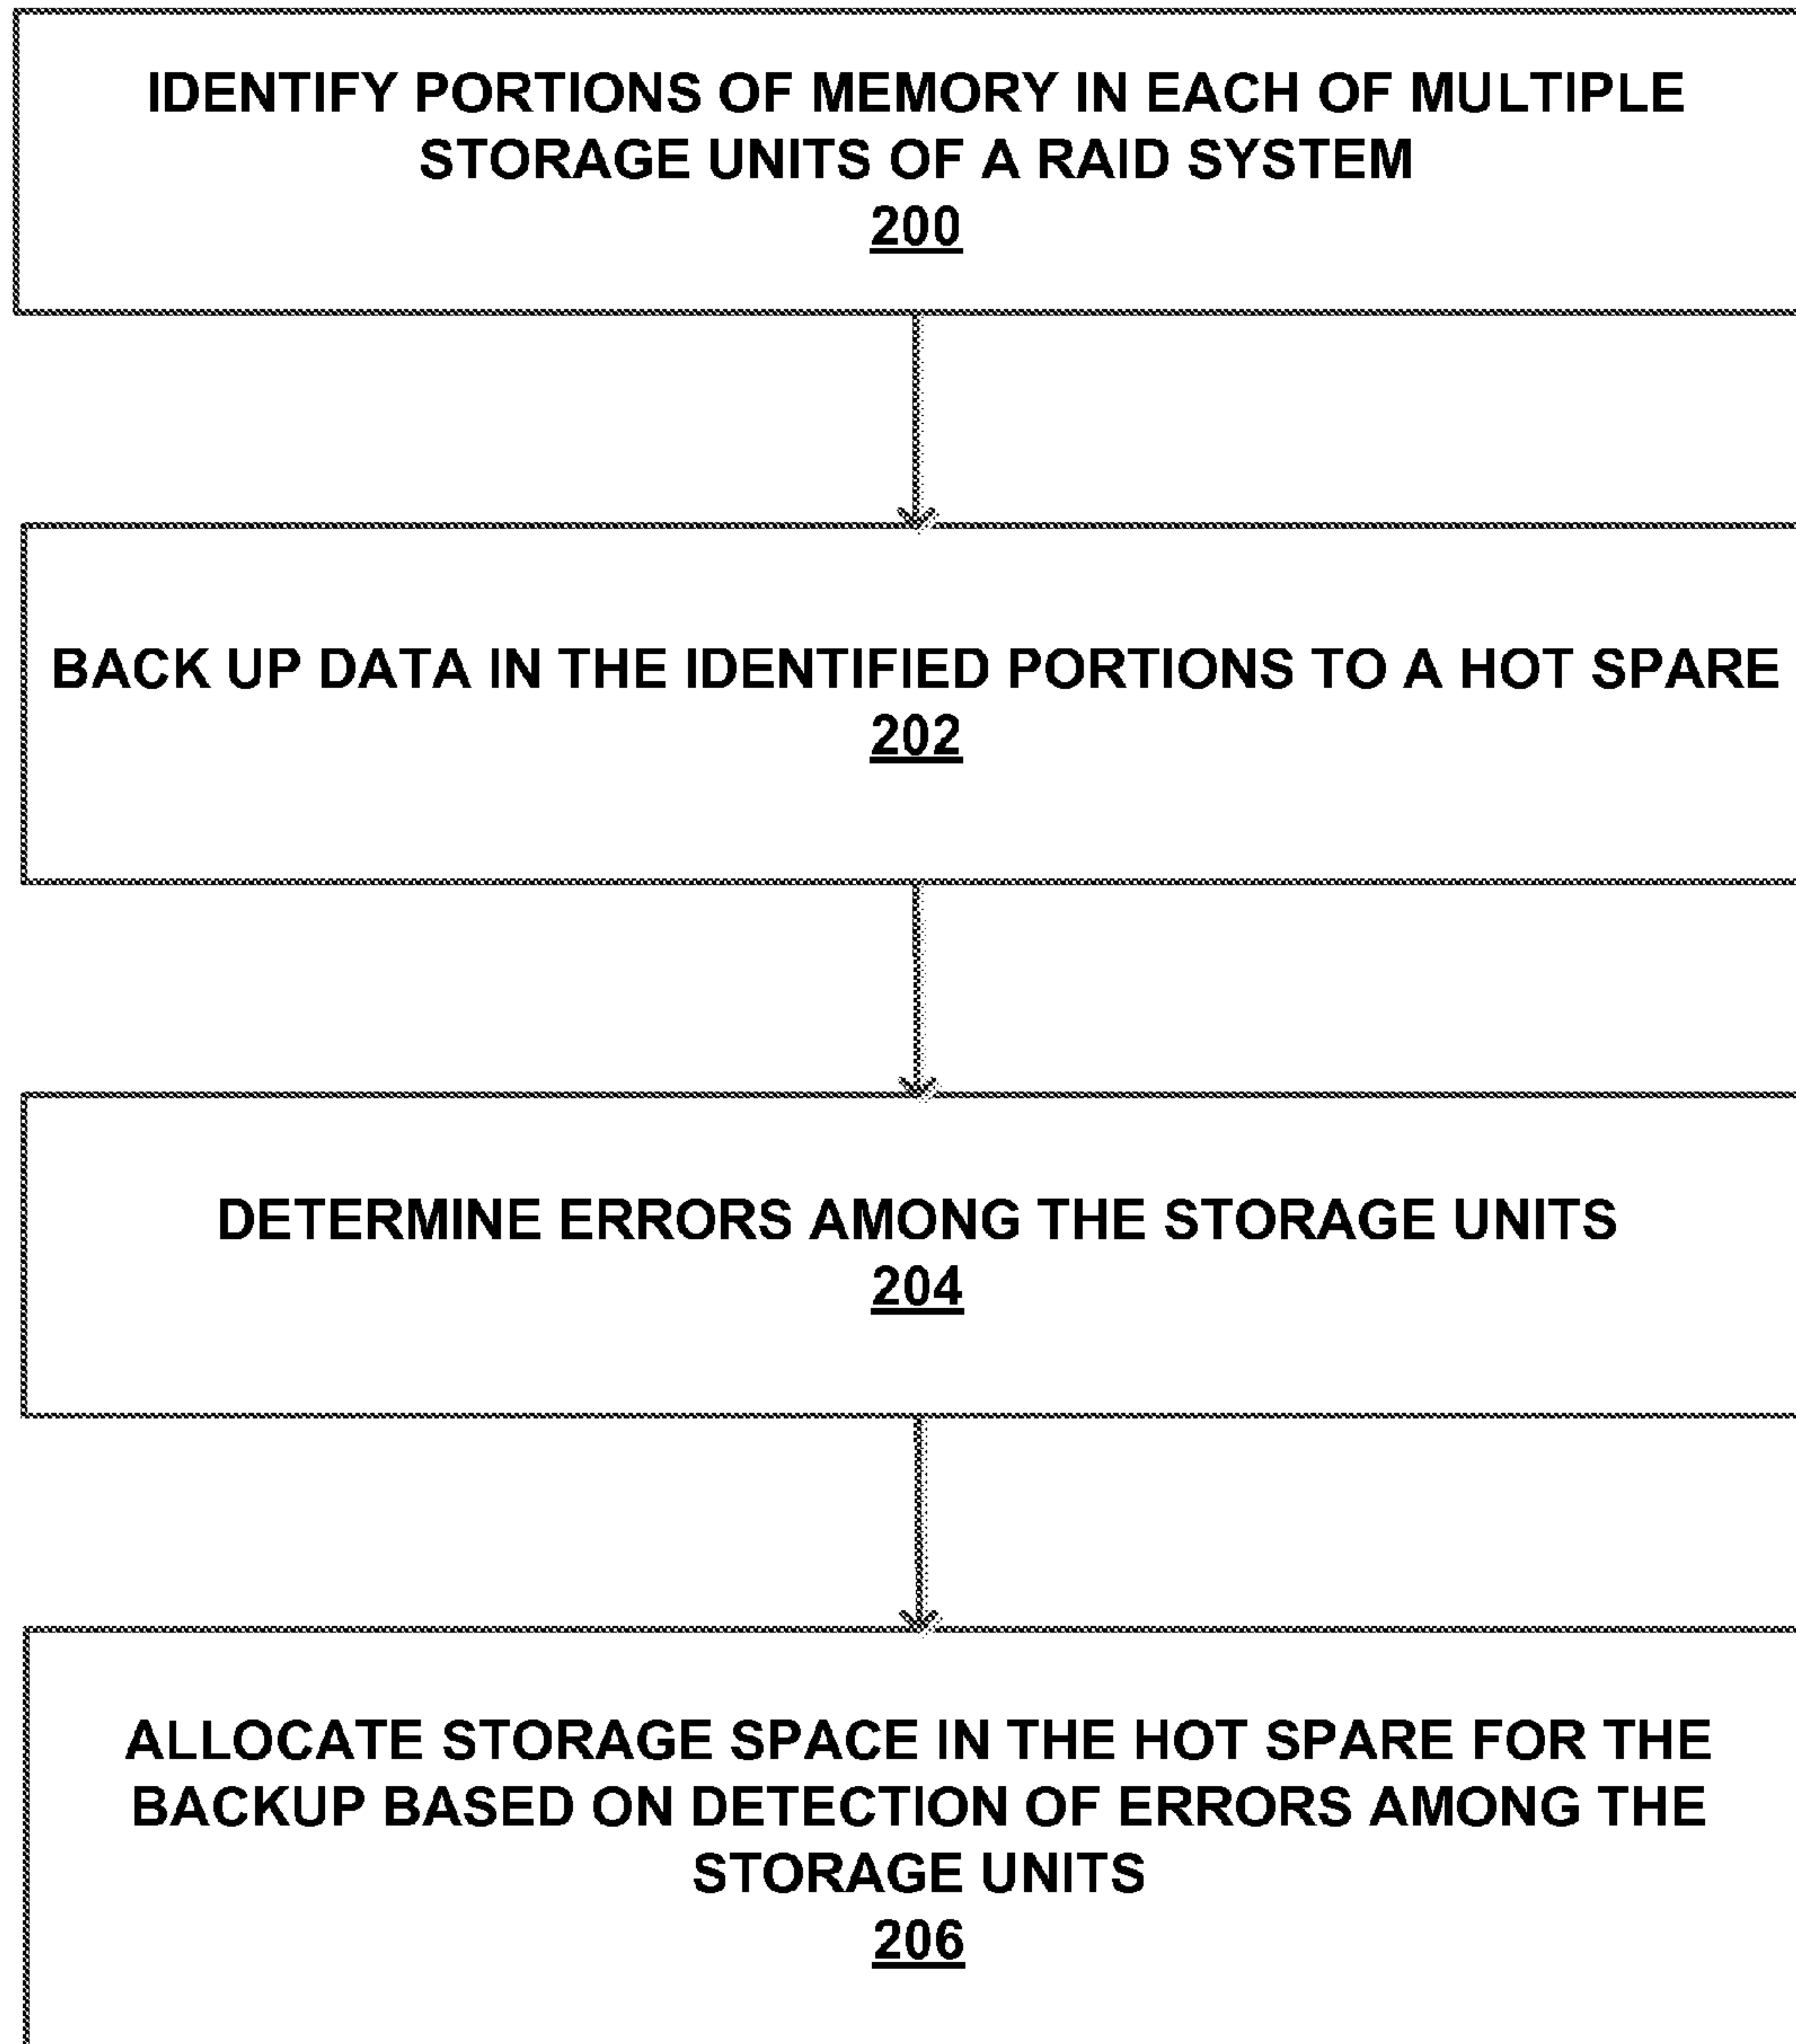 IDENTIFY PORTIONS OF MEMORY IN EACH OF MULTIPLE
STORAGE UNITS OF A RAID SYSTEM
200
BACK UP DATA IN THE IDENTIFIED PORTIONS TO A HOT SPARE
202
DETERMINE ERRORS AMONG THE STORAGE UNITS
204
ALLOCATE STORAGE SPACE IN THE HOT SPARE FOR THE
BACKUP BASED ON DETECTION OF ERRORS AMONG THE
STORAGE UNITS
206